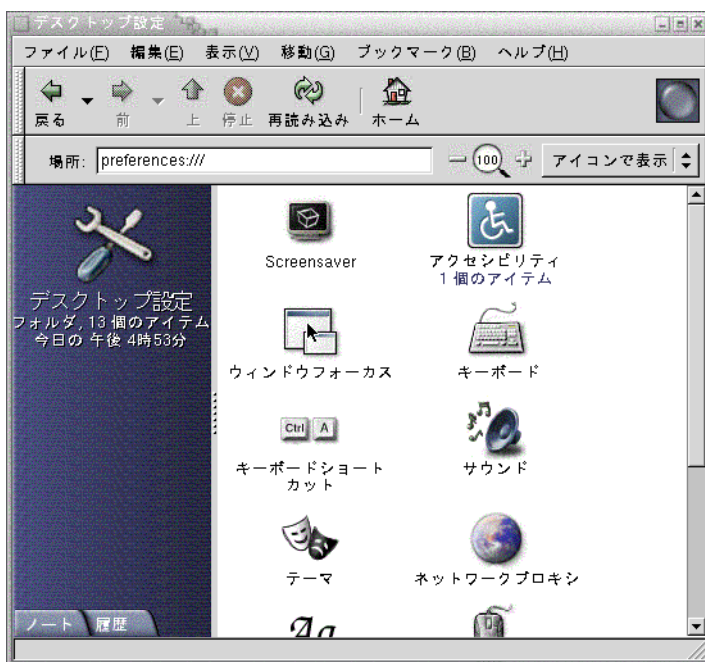 デスクトップ設定
ファイル(F) 編集(E) 表示(V) 移動(G) ブックマーク(B) ヘルプ(H)
戻る 前 上 停止 再読み込み ホーム
場所: preferences:/// 100 アイコンで表示
デスクトップ設定
フォルダ, 13 個のアイテム
今日の 午後 4時53分
Screensaver
アクセシビリティ
1 個のアイテム
ウィンドウフォーカス
キーボード
Ctrl A
キーボードショート
カット
サウンド
テーマ
ネットワークプロキシ
Aa
ノート 履歴